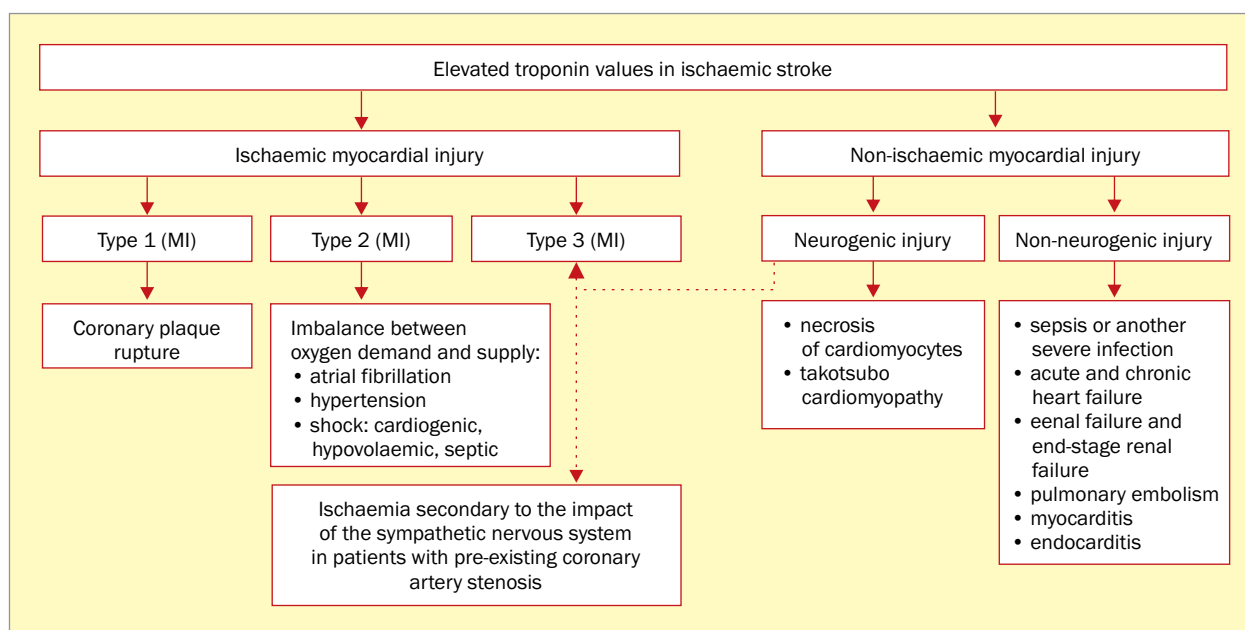 Elevated troponin values in ischaemic stroke
Ischaemic myocardial injury
Non-ischaemic myocardial injury
Type 1 (MI)
Type 2 (MI)
Type 3 (MI)
Neurogenic injury
Non-neurogenic injury
Coronary plaque
rupture
Imbalance between
oxygen demand and supply:
• atrial fibrillation
• hypertension
• shock: cardiogenic,
hypovolaemic, septic
Ischaemia secondary to the impact
of the sympathetic nervous system
in patients with pre-existing coronary
artery stenosis
• necrosis
of cardiomyocytes
• takotsubo
cardiomyopathy
• sepsis or another
severe infection
• acute and chronic
heart failure
• eenal failure and
end-stage renal
failure
• pulmonary embolism
• myocarditis
• endocarditis